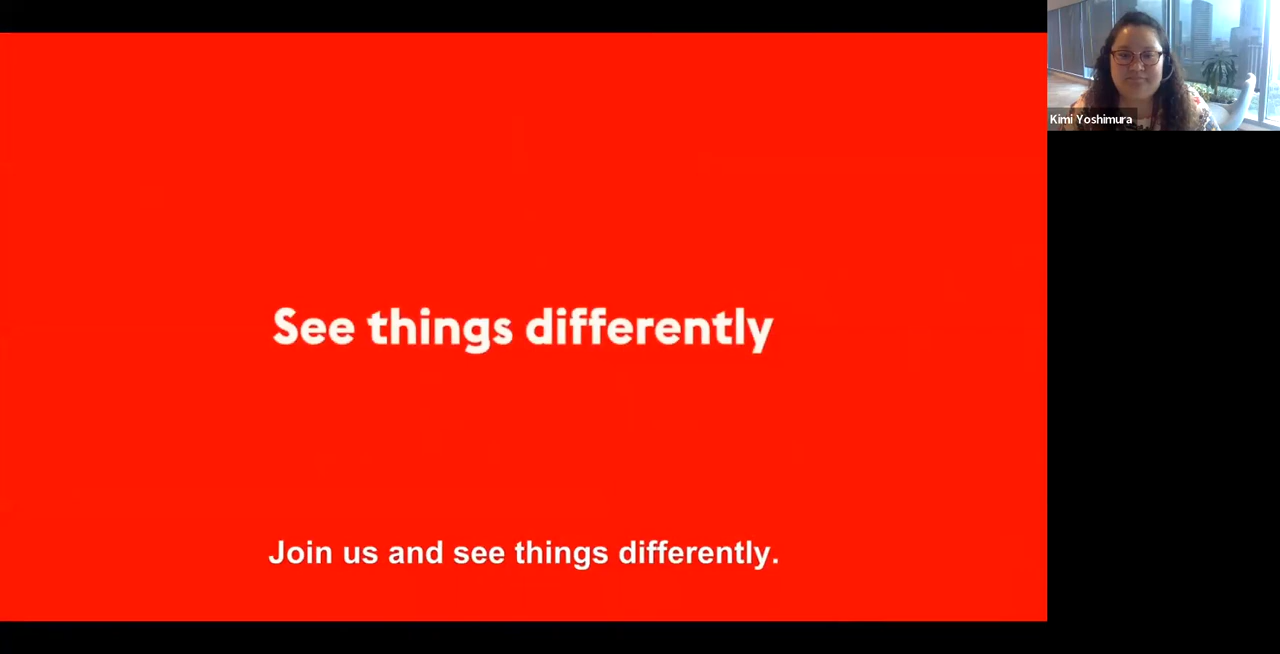 See things differently
Join us and see things differently.
Kimi Yoshimura